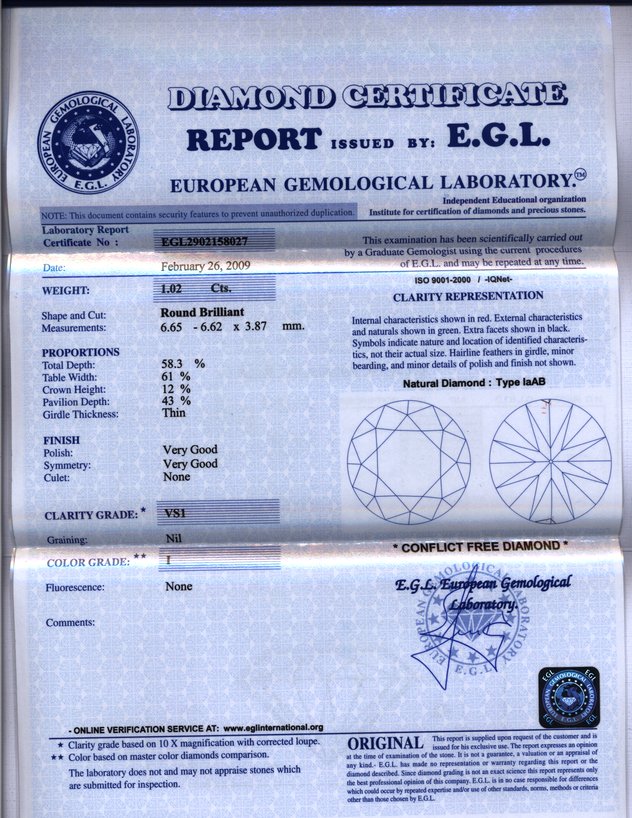 EUROPEAN GEMOLOGICAL LABORATORY
E.G.L.
DIAMOND CERTIFICATE
REPORT ISSUED BY: E.G.L.
EUROPEAN GEMOLOGICAL LABORATORY.™
Independent Educational organization
NOTE: This document contains security features to prevent unauthorized duplication.
Institute for certification of diamonds and precious stones.
Laboratory Report
Certificate No : EGL2902158027
Date: February 26, 2009
WEIGHT: 1.02 Cts.
Shape and Cut: Round Brilliant
Measurements: 6.65 - 6.62 x 3.87 mm.
PROPORTIONS
Total Depth: 58.3 %
Table Width: 61 %
Crown Height: 12 %
Pavilion Depth: 43 %
Girdle Thickness: Thin
FINISH
Polish: Very Good
Symmetry: Very Good
Culet: None
CLARITY GRADE: * VS1
Graining: Nil
COLOR GRADE: ** I
Fluorescence: None
Comments:
This examination has been scientifically carried out
by a Graduate Gemologist using the current procedures
of E.G.L. and may be repeated at any time.
ISO 9001-2000 / -IQNet-
CLARITY REPRESENTATION
Internal characteristics shown in red. External characteristics
and naturals shown in green. Extra facets shown in black.
Symbols indicate nature and location of identified characteris-
tics, not their actual size. Hairline feathers in girdle, minor
bearding, and minor details of polish and finish not shown.
Natural Diamond : Type IaAB
* CONFLICT FREE DIAMOND *
E.G.L. European Gemological
Laboratory.
EUROPEAN GEMOLOGICAL LABORATORY
E.G.L.
EGL EGL
EUROPEAN GEMOLOGICAL LABORATORY
E.G.L.
EGL EGL
- ONLINE VERIFICATION SERVICE AT: www.eglinternational.org
* Clarity grade based on 10 X magnification with corrected loupe.
** Color based on master color diamonds comparison.
The laboratory does not and may not appraise stones which
are submitted for inspection.
ORIGINAL This report is supplied upon request of the customer and is
issued for his exclusive use. The report expresses an opinion
at the time of examination of the stone. It is not a guarantee, a valuation or an appraisal of
any kind.- E.G.L. has made no representation or warranty regarding this report or the
diamond described. Since diamond grading is not an exact science this report represents only
the best professional opinion of this company. E.G.L. is in no case responsible for differences
which could occur by repeated expertise and/or use of other standards, norms, methods or criteria
other than those chosen by E.G.L.